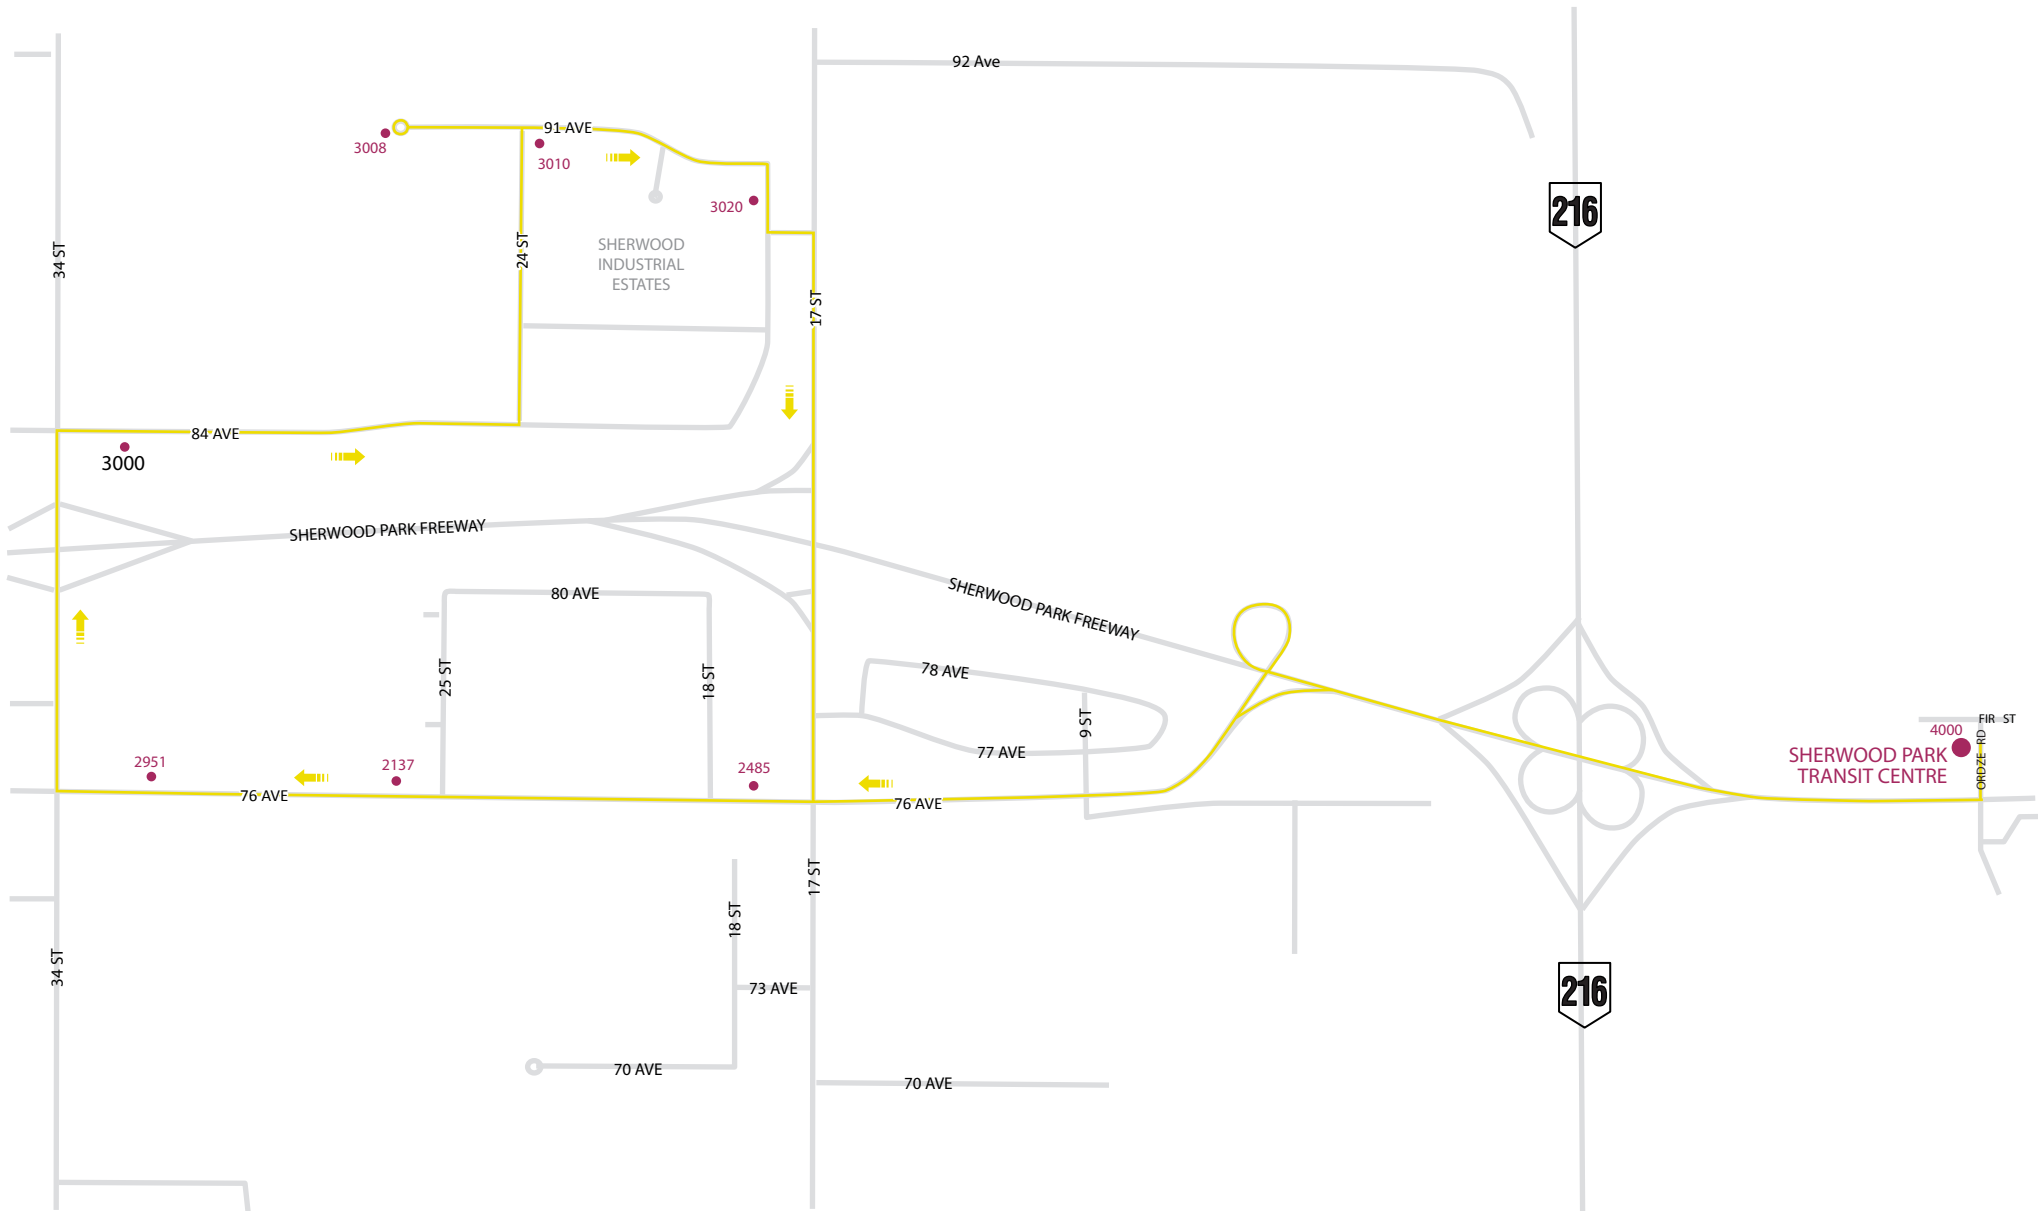 92 Ave
91 AVE
3008
3010
3020
216
34 ST
24 ST
SHERWOOD
INDUSTRIAL
ESTATES
17 ST
84 AVE
3000
SHERWOOD PARK FREEWAY
80 AVE
SHERWOOD PARK FREEWAY
25 ST
18 ST
78 AVE
9 ST
77 AVE
FIR ST
4000
ORDZE RD
SHERWOOD PARK
TRANSIT CENTRE
2951
2137
2485
76 AVE
76 AVE
17 ST
18 ST
34 ST
73 AVE
216
70 AVE
70 AVE